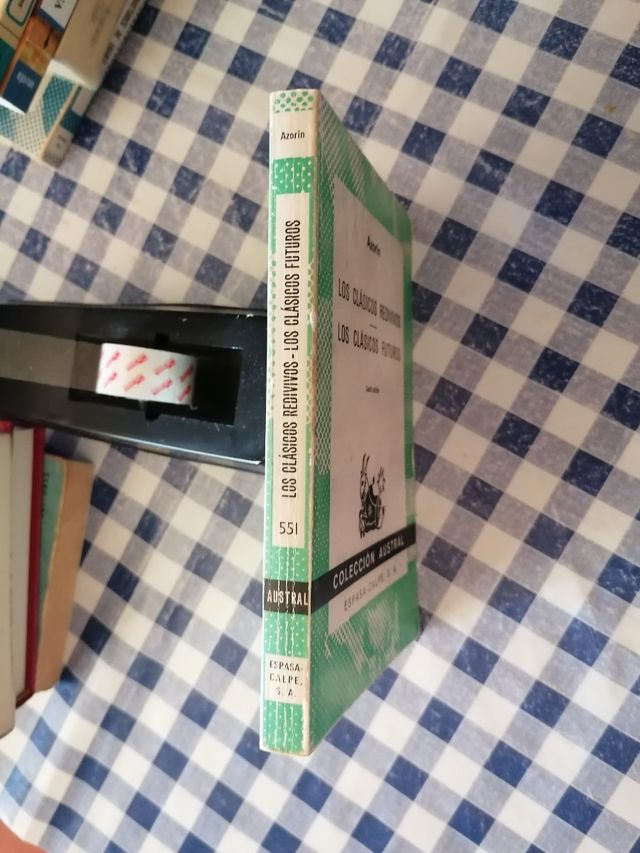 Azorín
LOS CLÁSICOS REDIVIVOS - LOS CLÁSICOS FUTUROS
551
AUSTRAL
ESPASA-
CALPE,
S. A.
Azorín
LOS CLÁSICOS REDIVIVOS
LOS CLÁSICOS FUTUROS
COLECCIÓN AUSTRAL
ESPASA-CALPE, S. A.